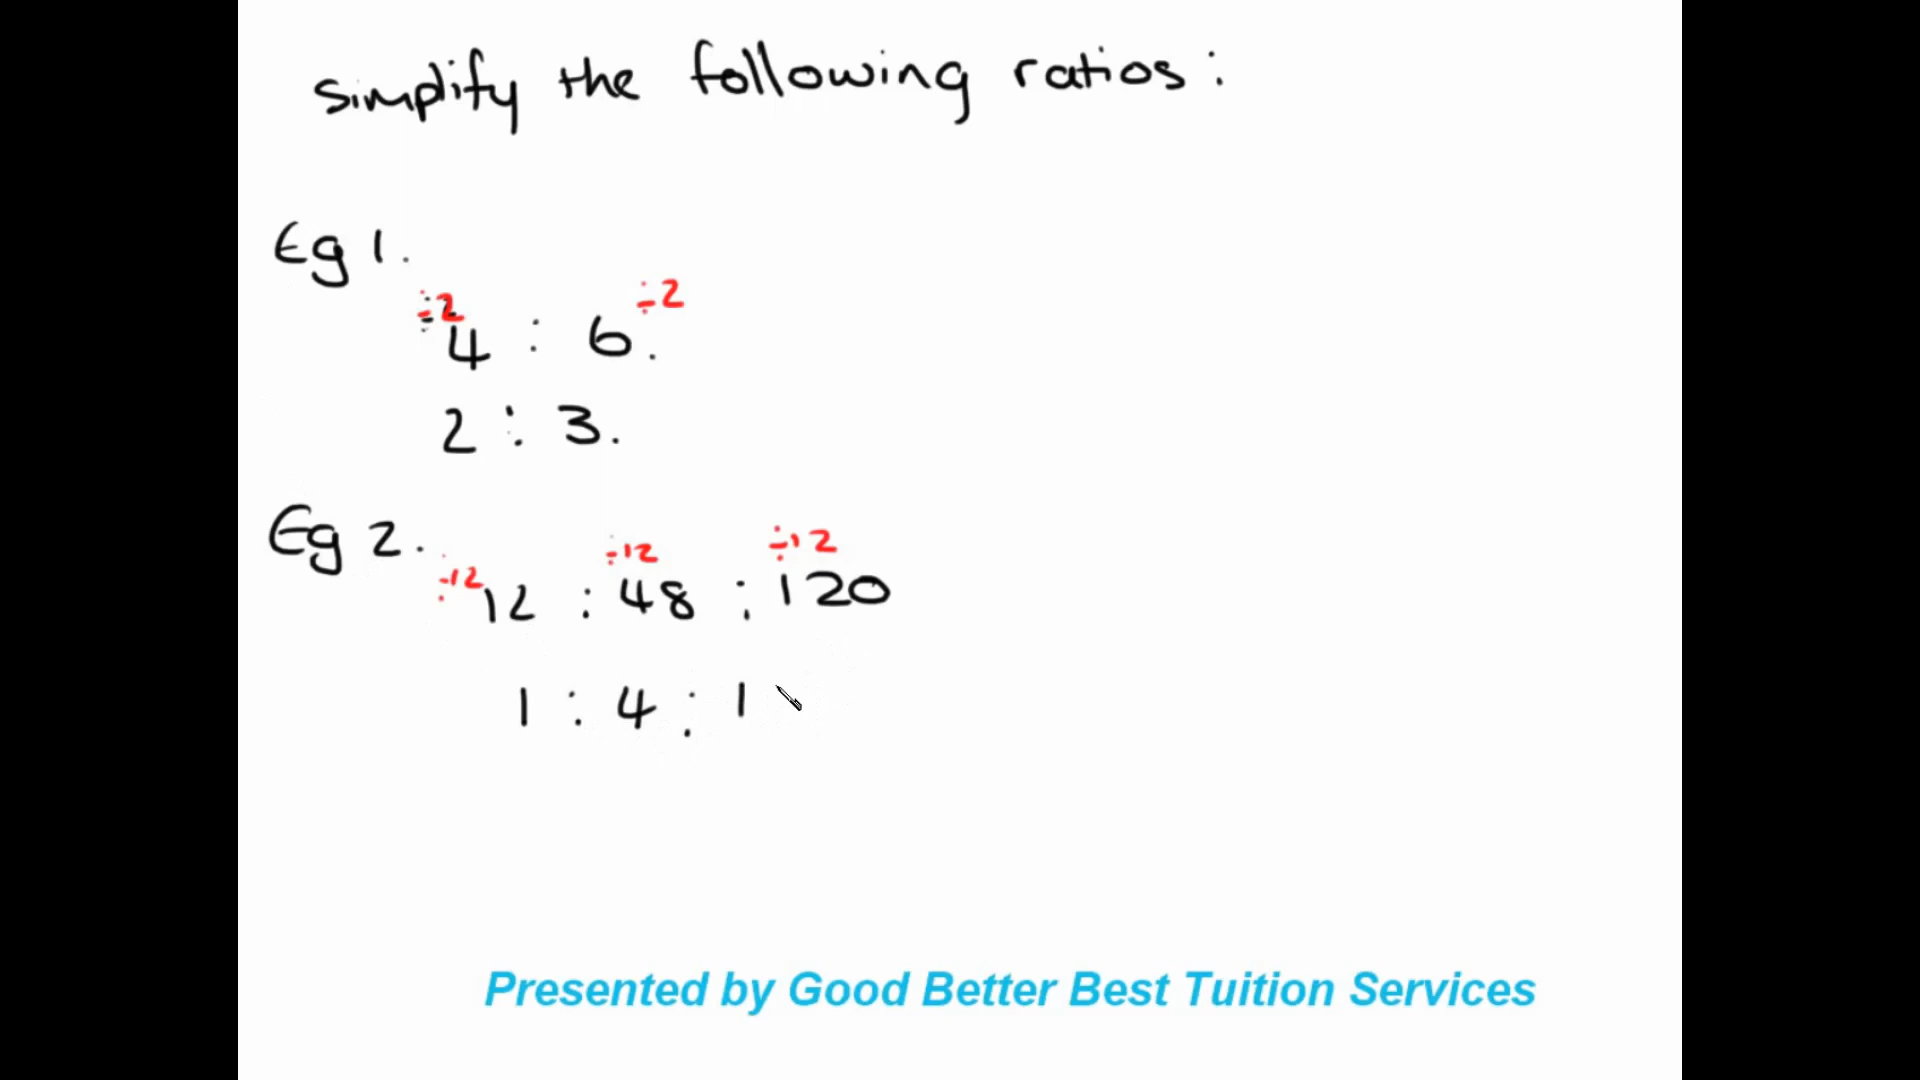 simplify the following ratios:
Eg 1.
÷2 ÷2
4 : 6.
2 : 3.
Eg 2.
÷12 ÷12 ÷12
12 : 48 : 120
1 : 4 : 1
Presented by Good Better Best Tuition Services